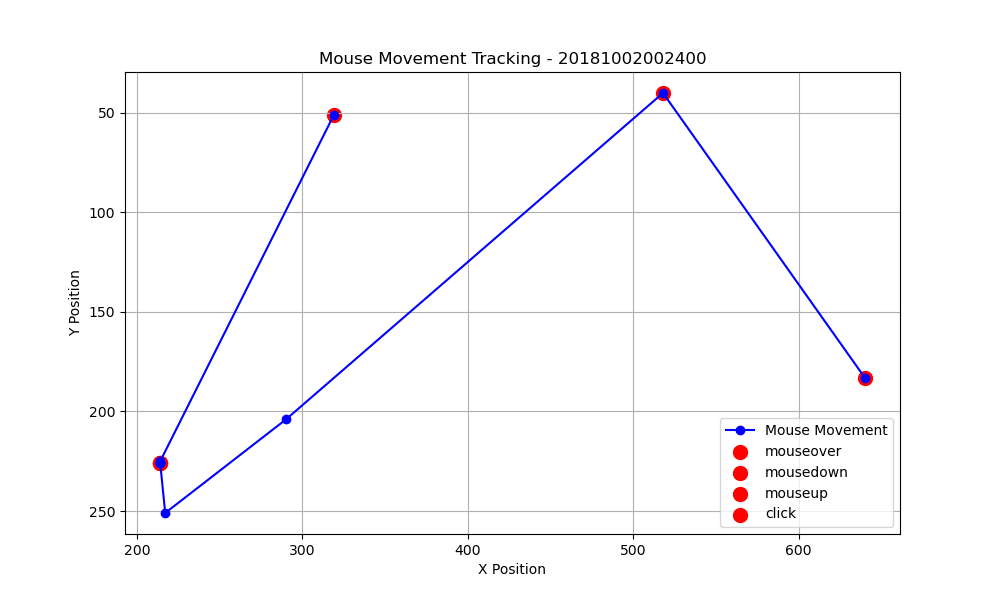 Mouse Movement Tracking - 20181002002400
50
100
150
200
250
Y Position
200 300 400 500 600
X Position
Mouse Movement
mouseover
mousedown
mouseup
click